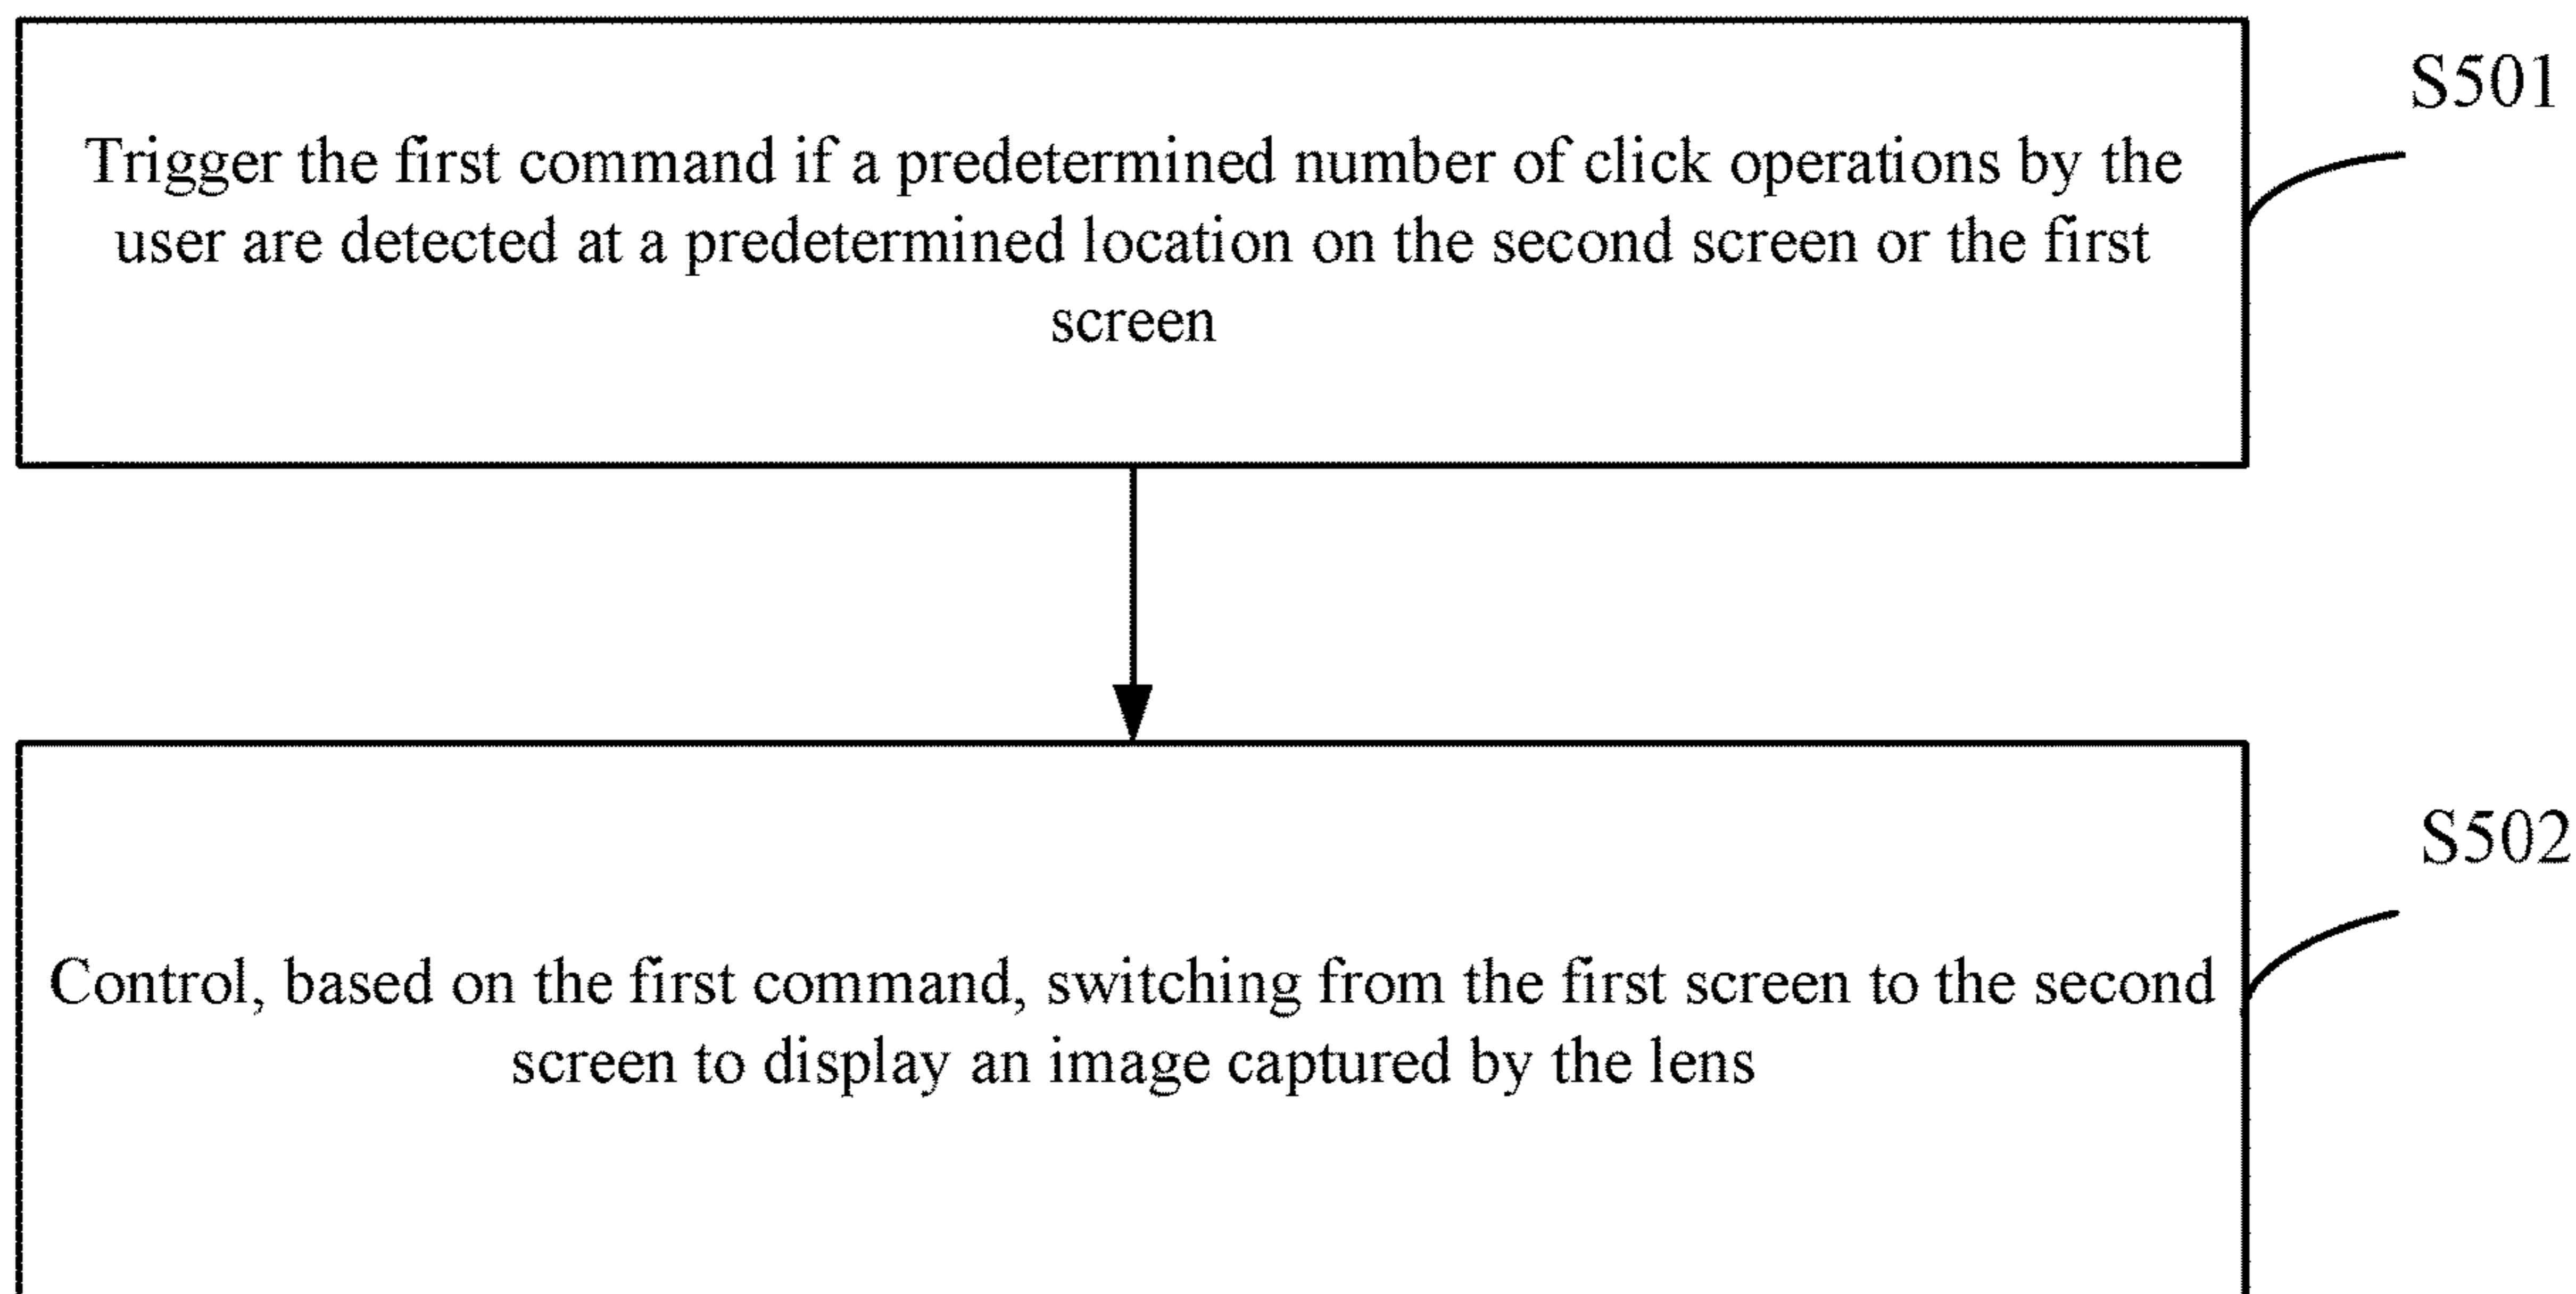 S501
Trigger the first command if a predetermined number of click operations by the
user are detected at a predetermined location on the second screen or the first
screen
S502
Control, based on the first command, switching from the first screen to the second
screen to display an image captured by the lens